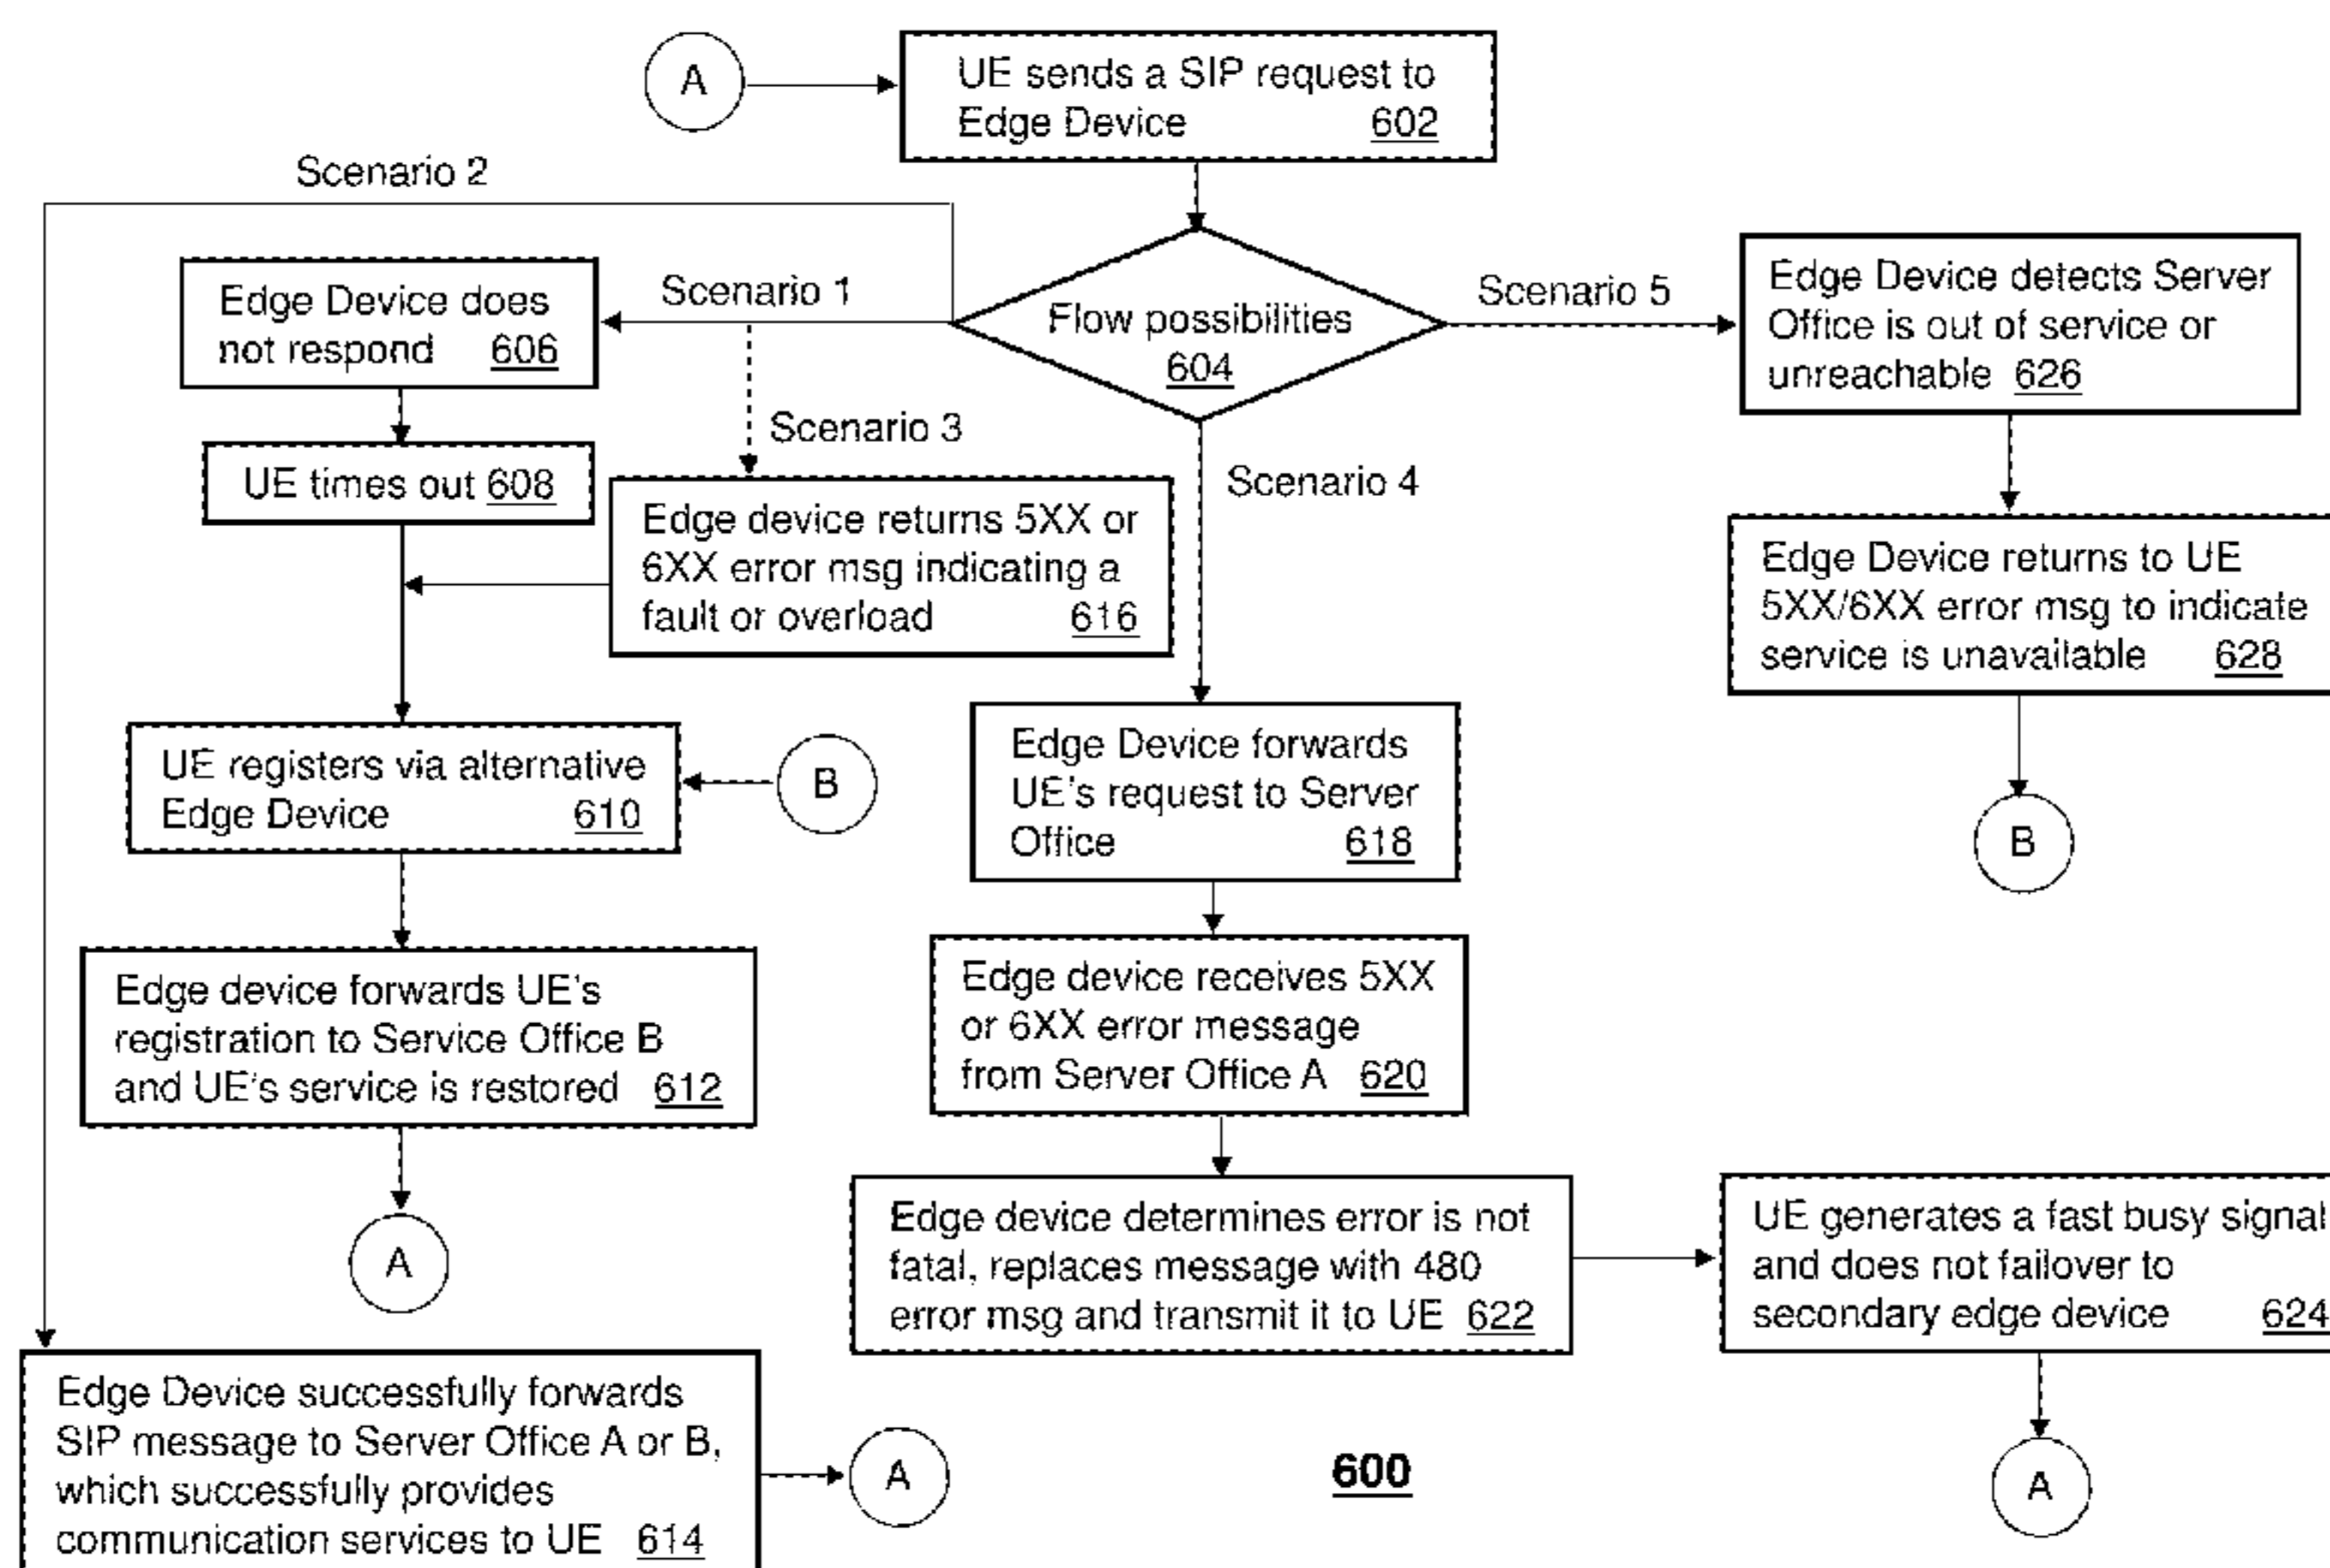 A
UE sends a SIP request to
Edge Device 602
Scenario 2
Edge Device does
not respond 606
Scenario 1
Flow possibilities
604
Scenario 5
Edge Device detects Server
Office is out of service or
unreachable 626
Scenario 3
UE times out 608
Scenario 4
Edge device returns 5XX or
6XX error msg indicating a
fault or overload 616
Edge Device returns to UE
5XX/6XX error msg to indicate
service is unavailable 628
UE registers via alternative
Edge Device 610
B
Edge Device forwards
UE's request to Server
Office 618
B
Edge device forwards UE's
registration to Service Office B
and UE's service is restored 612
Edge device receives 5XX
or 6XX error message
from Server Office A 620
A
Edge device determines error is not
fatal, replaces message with 480
error msg and transmit it to UE 622
UE generates a fast busy signal
and does not failover to
secondary edge device 624
Edge Device successfully forwards
SIP message to Server Office A or B,
which successfully provides
communication services to UE 614
A
600
A